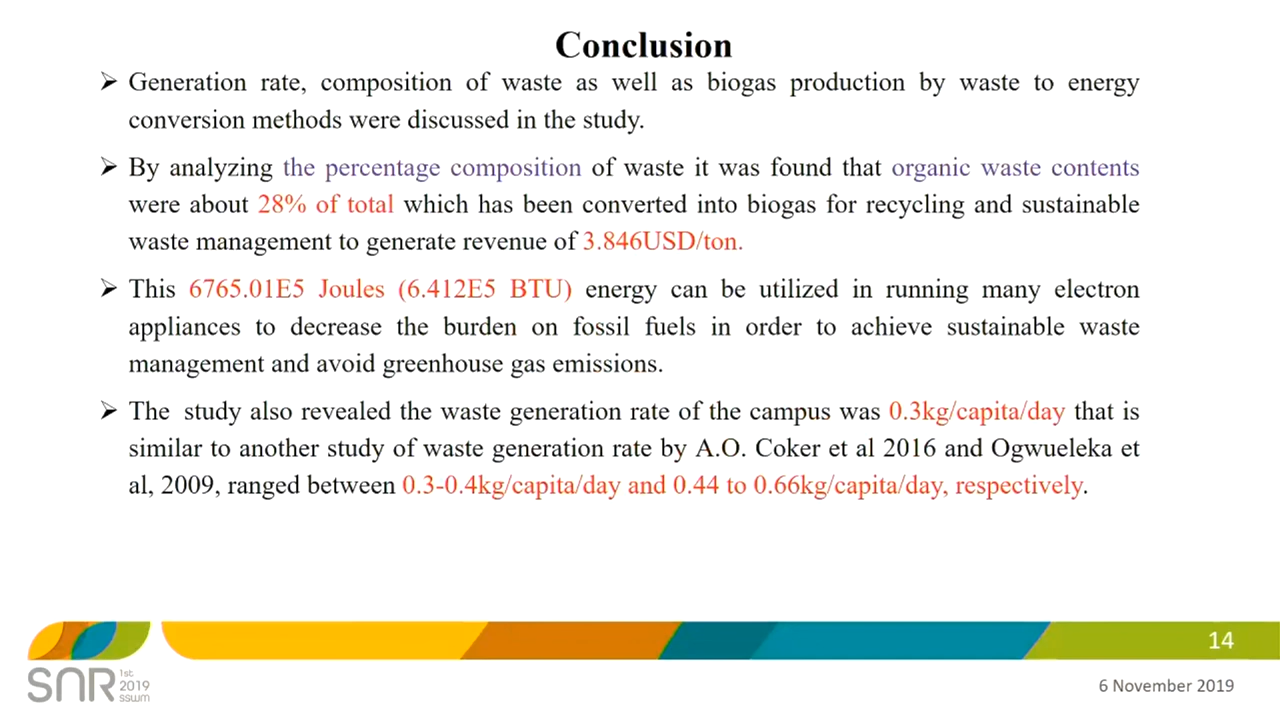 Conclusion
➢ Generation rate, composition of waste as well as biogas production by waste to energy
conversion methods were discussed in the study.
➢ By analyzing the percentage composition of waste it was found that organic waste contents
were about 28% of total which has been converted into biogas for recycling and sustainable
waste management to generate revenue of 3.846USD/ton.
➢ This 6765.01E5 Joules (6.412E5 BTU) energy can be utilized in running many electron
appliances to decrease the burden on fossil fuels in order to achieve sustainable waste
management and avoid greenhouse gas emissions.
➢ The study also revealed the waste generation rate of the campus was 0.3kg/capita/day that is
similar to another study of waste generation rate by A.O. Coker et al 2016 and Ogwueleka et
al, 2009, ranged between 0.3-0.4kg/capita/day and 0.44 to 0.66kg/capita/day, respectively.
14
SNR
1st
2019
sswm
6 November 2019